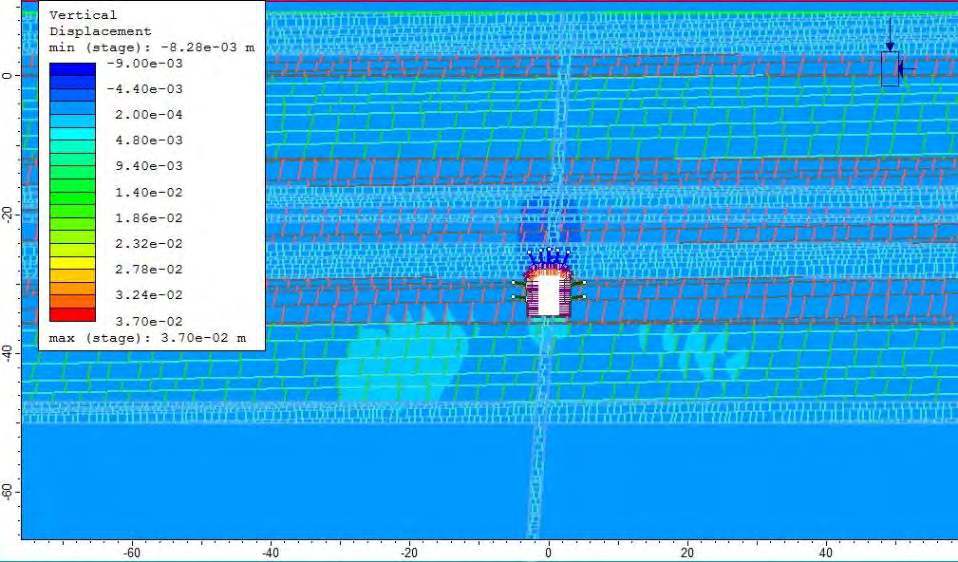 Vertical
Displacement
min (stage): -8.28e-03 m
-9.00e-03
-4.40e-03
2.00e-04
4.80e-03
9.40e-03
1.40e-02
1.86e-02
2.32e-02
2.78e-02
3.24e-02
3.70e-02
max (stage): 3.70e-02 m
0
-20
-40
-60
-60
-40
-20
0
20
40